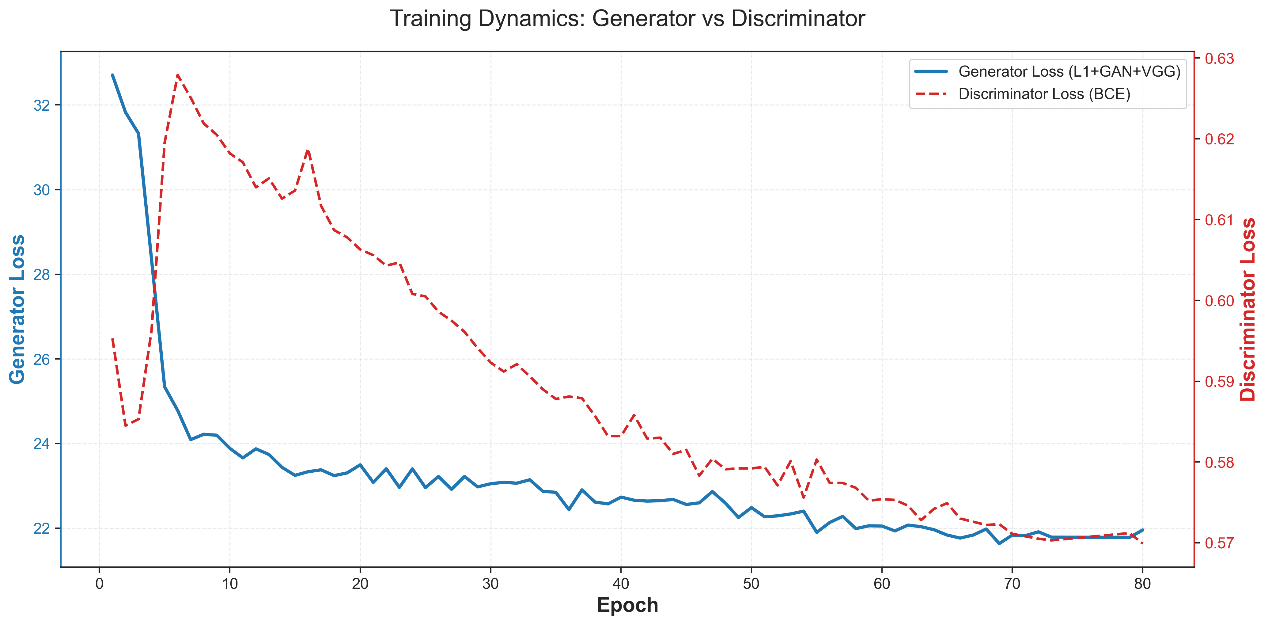 Training Dynamics: Generator vs Discriminator
Generator Loss (L1+GAN+VGG)
Discriminator Loss (BCE)
Generator Loss
32
30
28
26
24
22
0.63
0.62
0.61
0.60
0.59
0.58
0.57
Discriminator Loss
0 10 20 30 40 50 60 70 80
Epoch